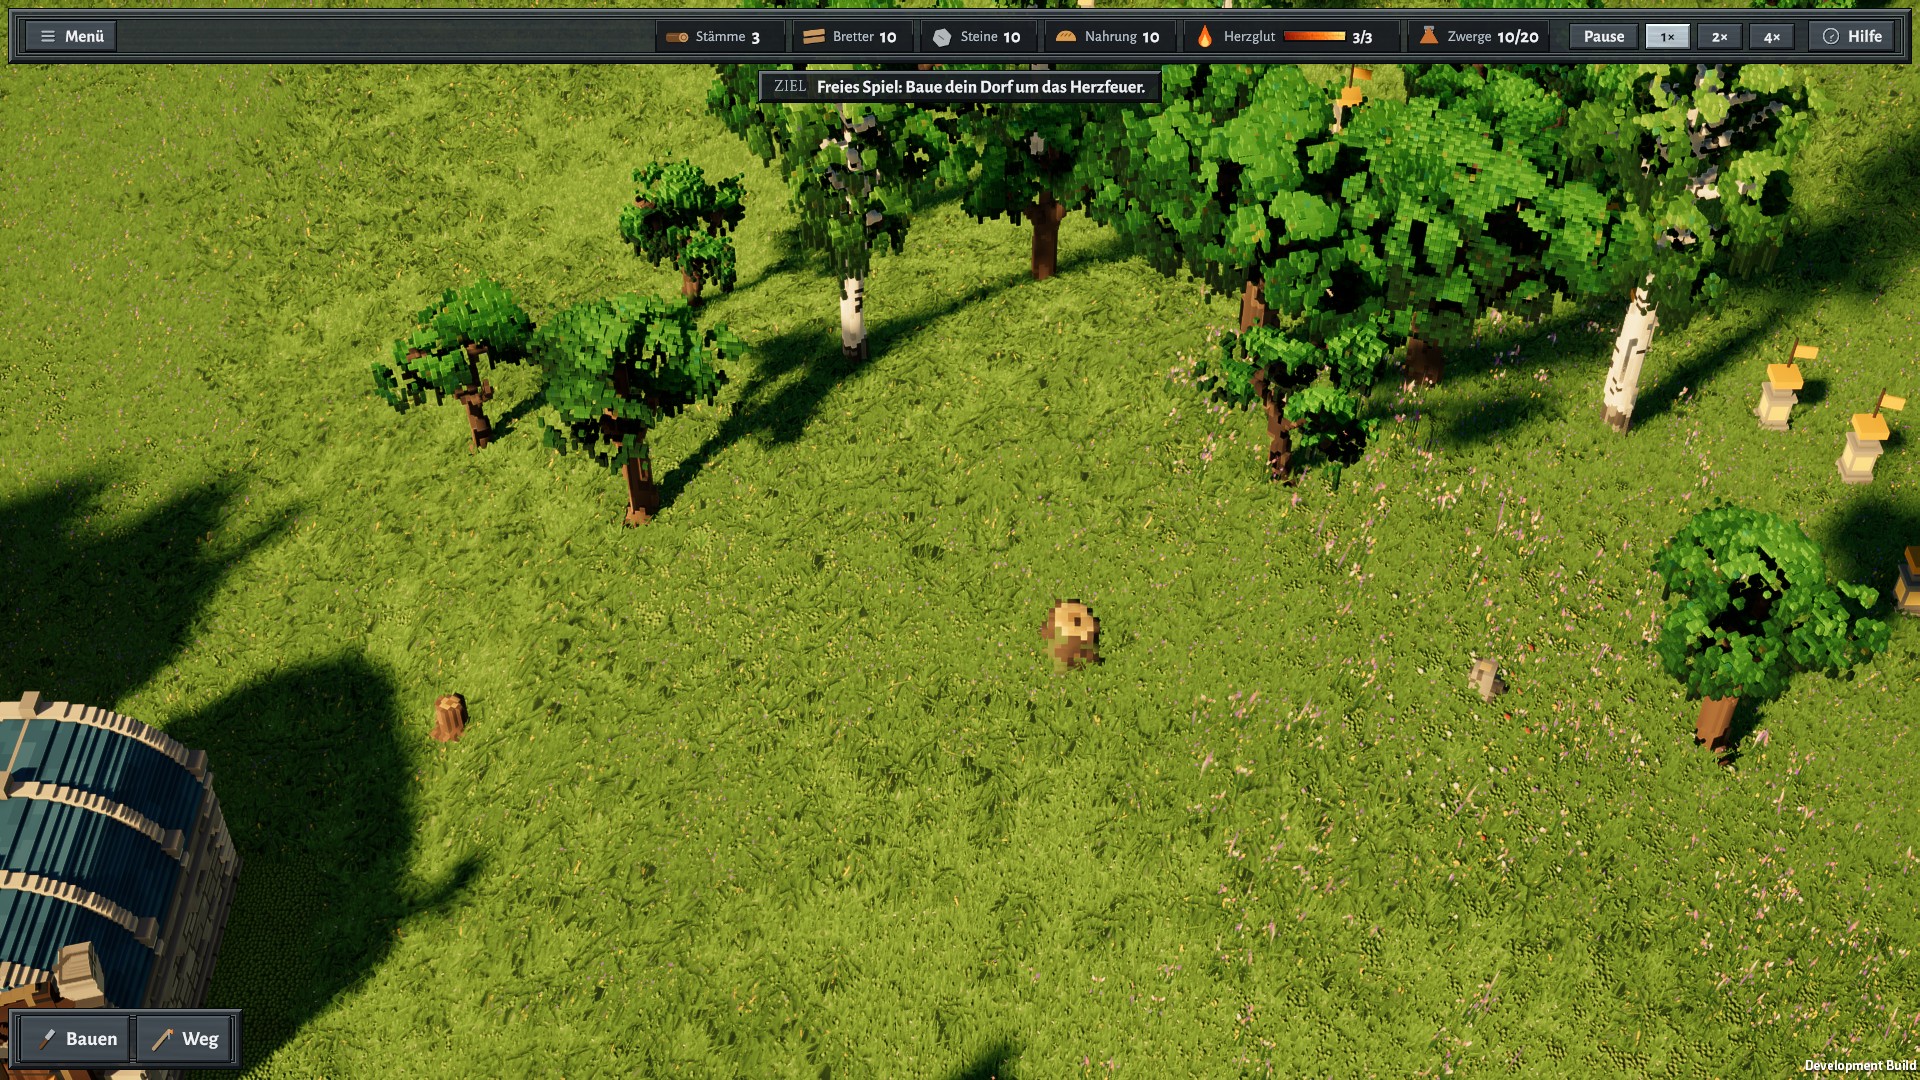 Menü
Stämme 3
Bretter 10
Steine 10
Nahrung 10
Herzglut 3/3
Zwerge 10/20
Pause
1×
2×
4×
Hilfe
ZIEL Freies Spiel: Baue dein Dorf um das Herzfeuer.
Bauen
Weg
Development Build